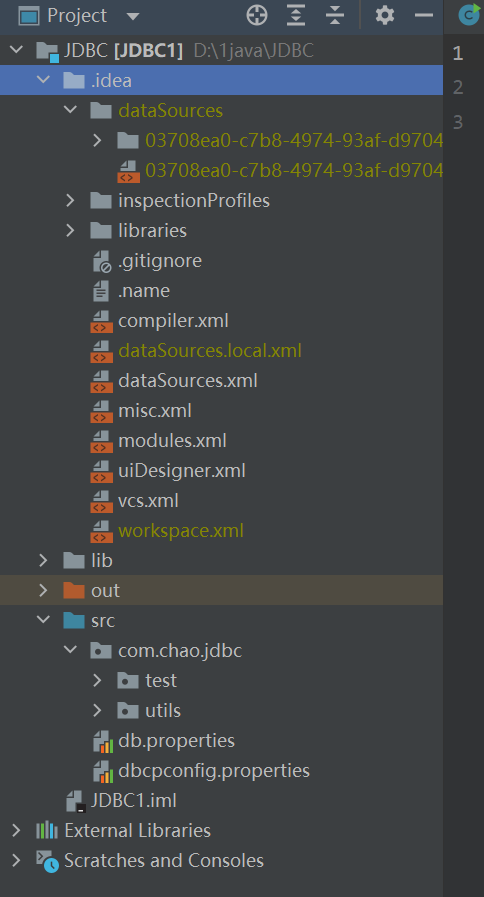 Project
JDBC [JDBC1] D:\1java\JDBC
.idea
dataSources
03708ea0-c7b8-4974-93af-d9704
03708ea0-c7b8-4974-93af-d9704
inspectionProfiles
libraries
.gitignore
.name
compiler.xml
dataSources.local.xml
dataSources.xml
misc.xml
modules.xml
uiDesigner.xml
vcs.xml
workspace.xml
lib
out
src
com.chao.jdbc
test
utils
db.properties
dbcpconfig.properties
JDBC1.iml
External Libraries
Scratches and Consoles
1
2
3